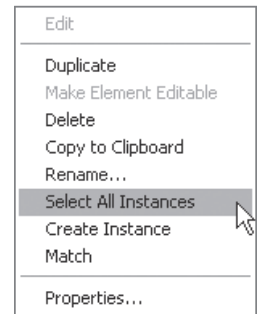 Edit
Duplicate
Make Element Editable
Delete
Copy to Clipboard
Rename...
Select All Instances
Create Instance
Match
Properties...